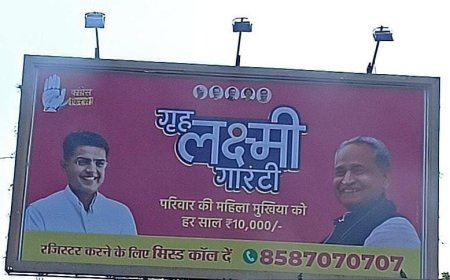 कांग्रेस
फिर से
गृह
लक्ष्मी
गारंटी
परिवार की महिला मुखिया को
हर साल ₹10,000/-
रजिस्टर करने के लिए मिस्ड कॉल दें 8587070707